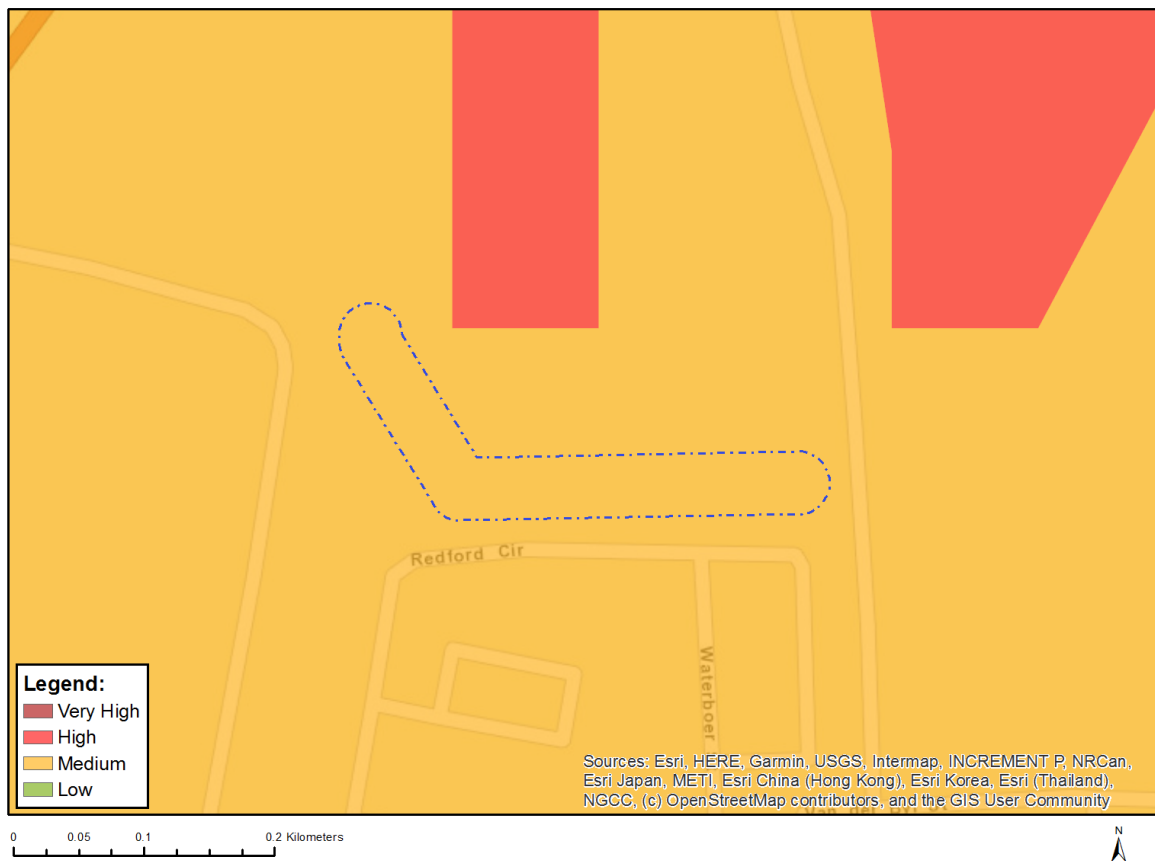 Redford Cir
Waterboer
Legend:
Very High
High
Medium
Low
Sources: Esri, HERE, Garmin, USGS, Intermap, INCREMENT P, NRCan,
Esri Japan, METI, Esri China (Hong Kong), Esri Korea, Esri (Thailand),
NGCC, (c) OpenStreetMap contributors, and the GIS User Community
Van der
0 0.05 0.1 0.2 Kilometers
N